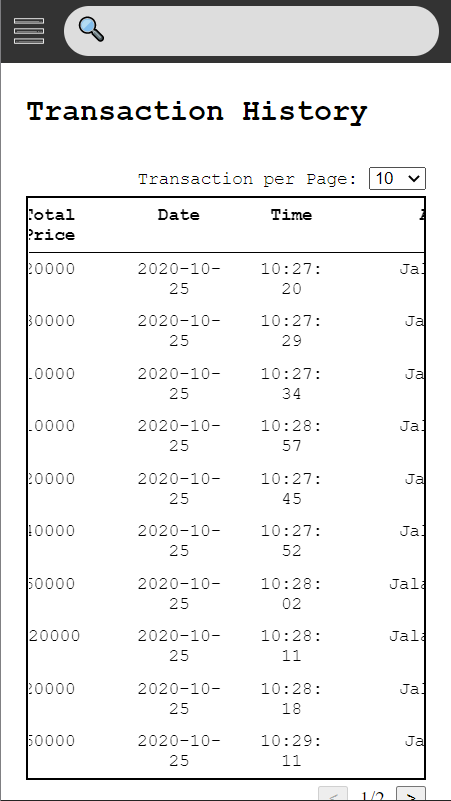 Transaction History
Transaction per Page: 10
Total Date Time
Price
20000 2020-10- 10:27: Jal
25 20
30000 2020-10- 10:27: Ja
25 29
10000 2020-10- 10:27: Ja
25 34
10000 2020-10- 10:28: Jal
25 57
20000 2020-10- 10:27: Ja
25 45
40000 2020-10- 10:27: Jal
25 52
2020-10- 10:28: Jala
25 02
20000 2020-10- 10:28: Jala
25 11
20000 2020-10- 10:28: Jal
25 18
2020-10- 10:29: Ja
25 11
< 1/2 >